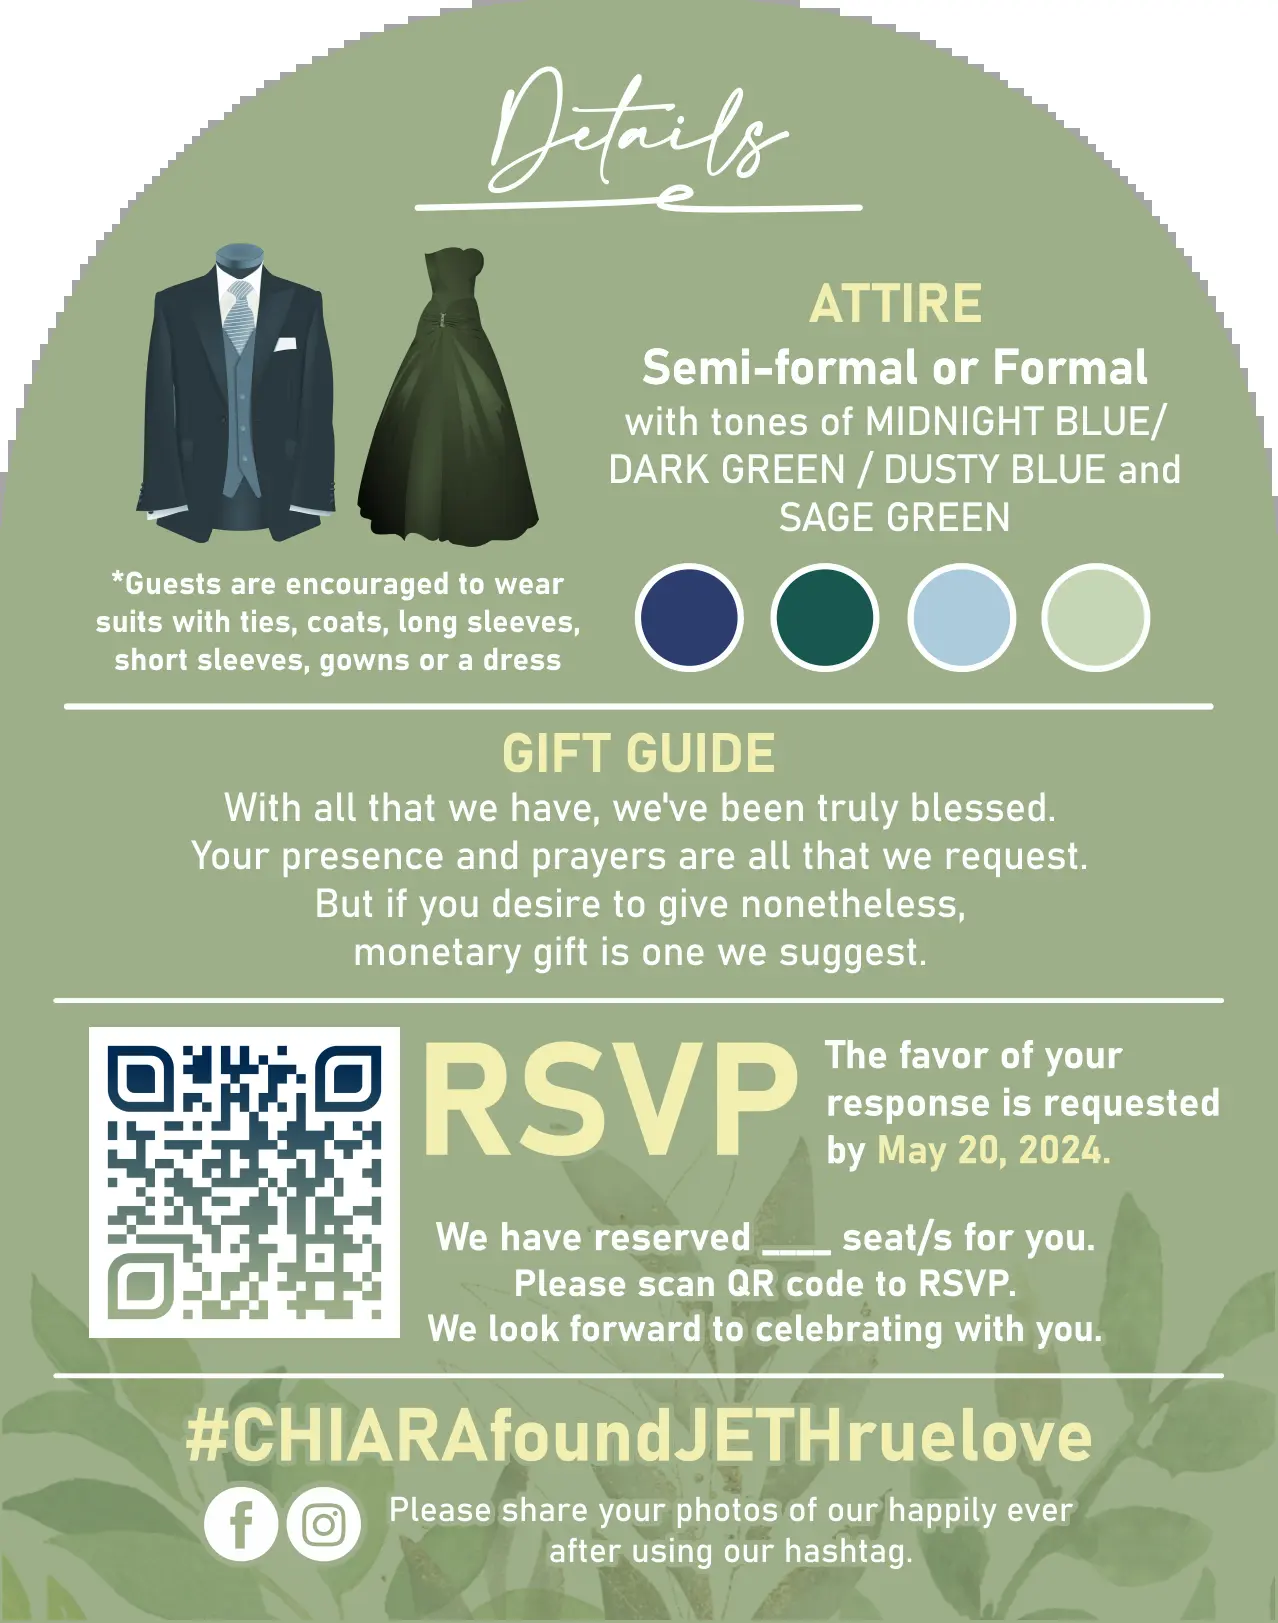 Details
ATTIRE
Semi-formal or Formal
with tones of MIDNIGHT BLUE/
DARK GREEN / DUSTY BLUE and
SAGE GREEN
*Guests are encouraged to wear
suits with ties, coats, long sleeves,
short sleeves, gowns or a dress
GIFT GUIDE
With all that we have, we've been truly blessed.
Your presence and prayers are all that we request.
But if you desire to give nonetheless,
monetary gift is one we suggest.
RSVP
The favor of your
response is requested
by May 20, 2024.
We have reserved ____ seat/s for you.
Please scan QR code to RSVP.
We look forward to celebrating with you.
#CHIARAfoundJETHruelove
f
Please share your photos of our happily ever
after using our hashtag.